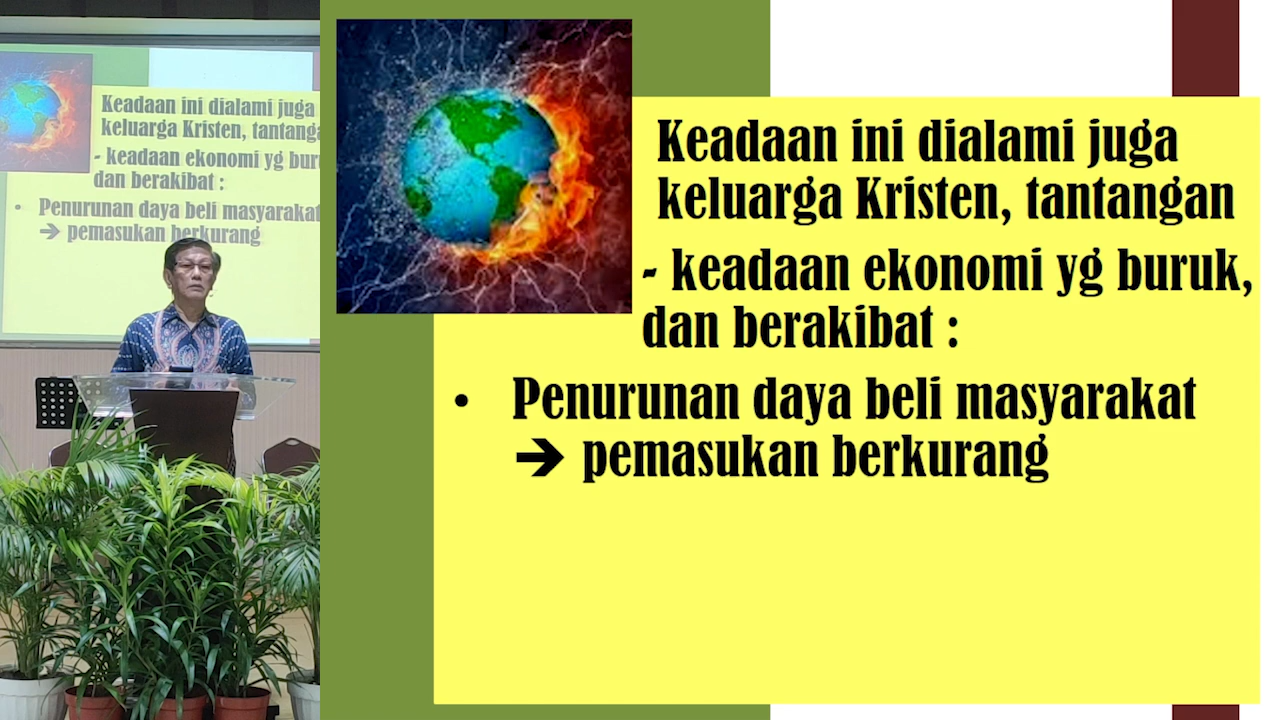 Keadaan ini dialami juga
keluarga Kristen, tantanga
- keadaan ekonomi yg buru
dan berakibat :
• Penurunan daya beli masyarakat
➔ pemasukan berkurang
Keadaan ini dialami juga
keluarga Kristen, tantangan
- keadaan ekonomi yg buruk,
dan berakibat :
• Penurunan daya beli masyarakat
➔ pemasukan berkurang